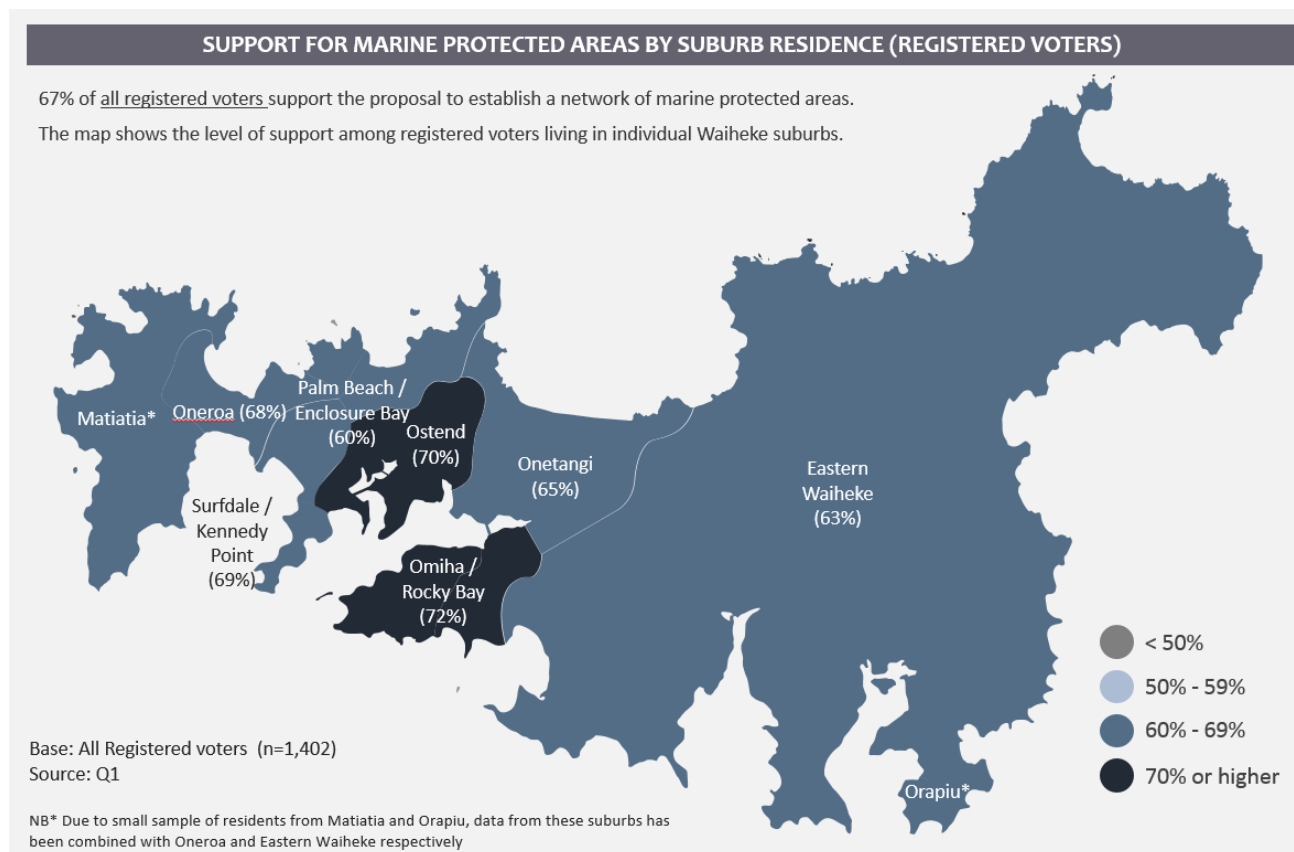 SUPPORT FOR MARINE PROTECTED AREAS BY SUBURB RESIDENCE (REGISTERED VOTERS)
67% of all registered voters support the proposal to establish a network of marine protected areas.
The map shows the level of support among registered voters living in individual Waiheke suburbs.
Matiatia*
Oneroa (68%)
Palm Beach /
Enclosure Bay
(60%)
Ostend
(70%)
Onetangi
(65%)
Eastern
Waiheke
(63%)
Surfdale /
Kennedy
Point
(69%)
Omiha /
Rocky Bay
(72%)
Orapiu*
< 50%
50% - 59%
60% - 69%
70% or higher
Base: All Registered voters (n=1,402)
Source: Q1
NB* Due to small sample of residents from Matiatia and Orapiu, data from these suburbs has
been combined with Oneroa and Eastern Waiheke respectively